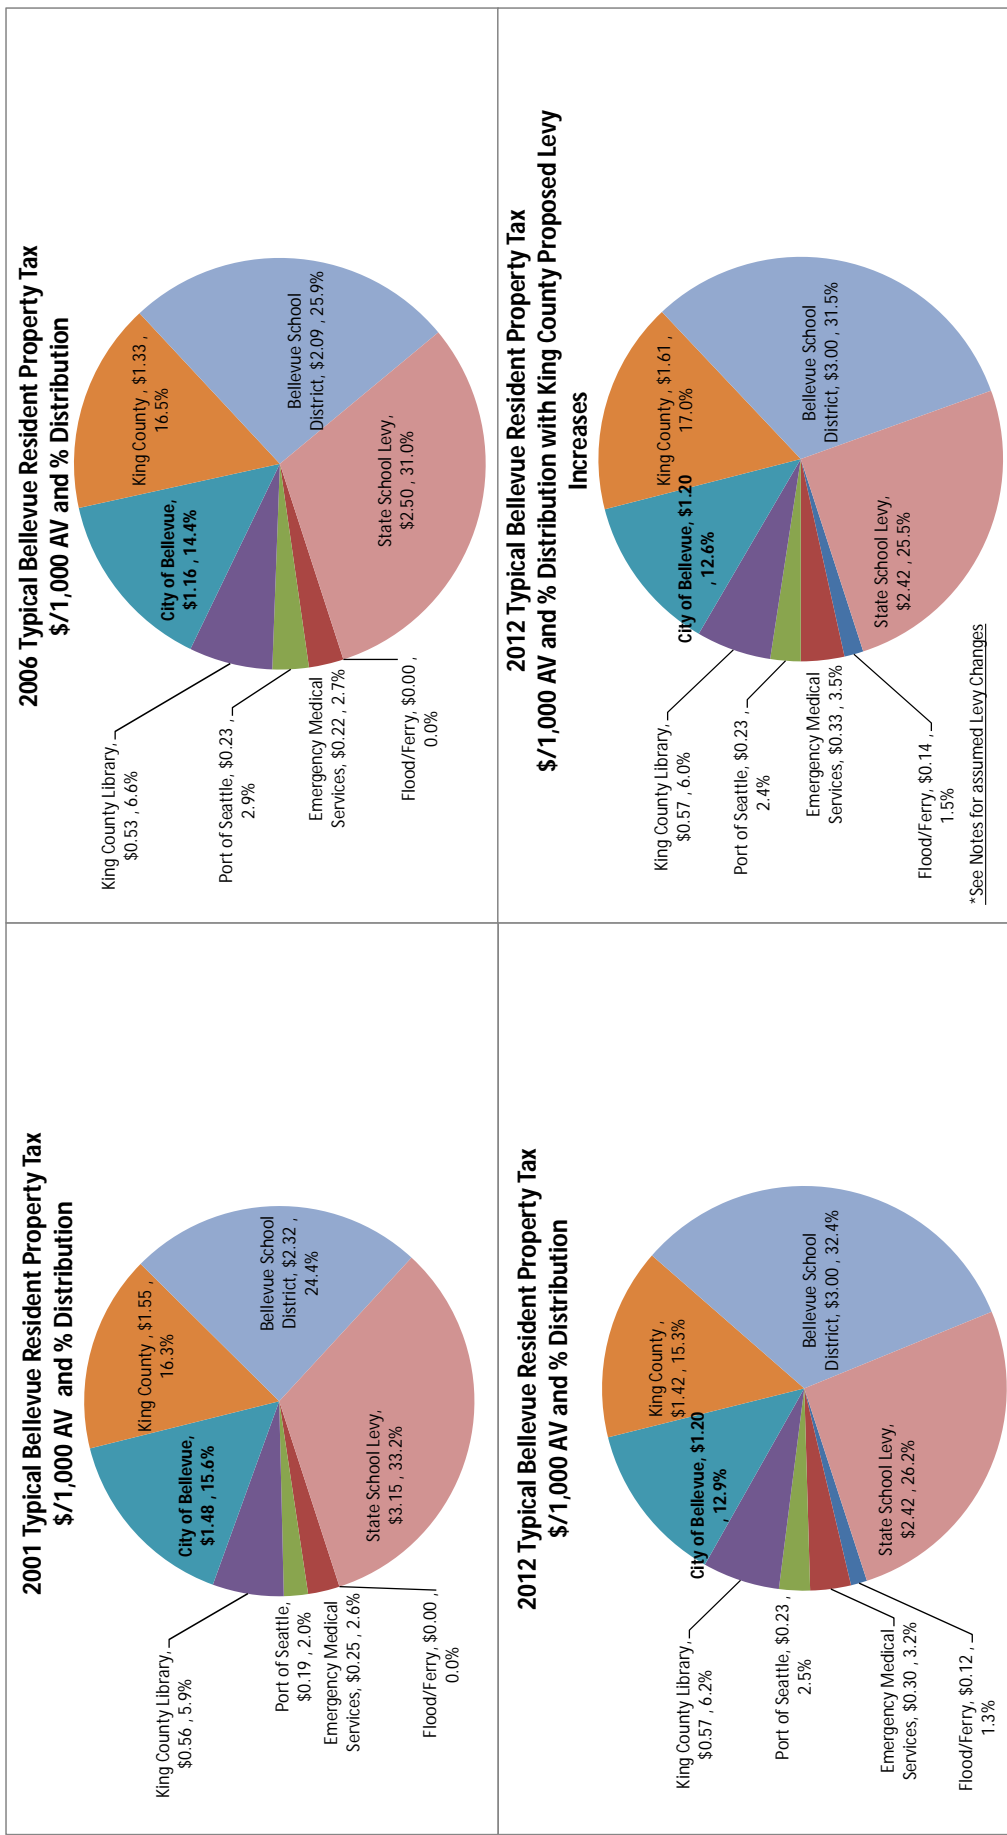 2001 Typical Bellevue Resident Property Tax
$/1,000 AV  and % Distribution
King County , $1.55 ,
16.3%
Bellevue School
District, $2.32 ,
24.4%
State School Levy,
$3.15 , 33.2%
Flood/Ferry, $0.00 ,
0.0%
Emergency Medical
Services, $0.25 , 2.6%
Port of Seattle,
$0.19 , 2.0%
King County Library,
$0.56 , 5.9%
City of Bellevue,
$1.48 , 15.6%
2006 Typical Bellevue Resident Property Tax
$/1,000 AV and % Distribution
King County , $1.33 ,
16.5%
Bellevue School
District, $2.09 , 25.9%
State School Levy,
$2.50 , 31.0%
Flood/Ferry, $0.00 ,
0.0%
Emergency Medical
Services, $0.22 , 2.7%
Port of Seattle, $0.23 ,
2.9%
King County Library,
$0.53 , 6.6%
City of Bellevue,
$1.16 , 14.4%
2012 Typical Bellevue Resident Property Tax
$/1,000 AV and % Distribution
King County ,
$1.42 , 15.3%
Bellevue School
District, $3.00 , 32.4%
State School Levy,
$2.42 , 26.2%
Flood/Ferry, $0.12 ,
1.3%
Emergency Medical
Services, $0.30 , 3.2%
Port of Seattle, $0.23 ,
2.5%
King County Library,
$0.57 , 6.2%
City of Bellevue, $1.20
, 12.9%
2012 Typical Bellevue Resident Property Tax
$/1,000 AV and % Distribution with King County Proposed Levy
Increases
King County , $1.61 ,
17.0%
Bellevue School
District, $3.00 , 31.5%
State School Levy,
$2.42 , 25.5%
Flood/Ferry, $0.14 ,
1.5%
Emergency Medical
Services, $0.33 , 3.5%
Port of Seattle, $0.23 ,
2.4%
King County Library,
$0.57 , 6.0%
City of Bellevue, $1.20
, 12.6%
*See Notes for assumed Levy Changes